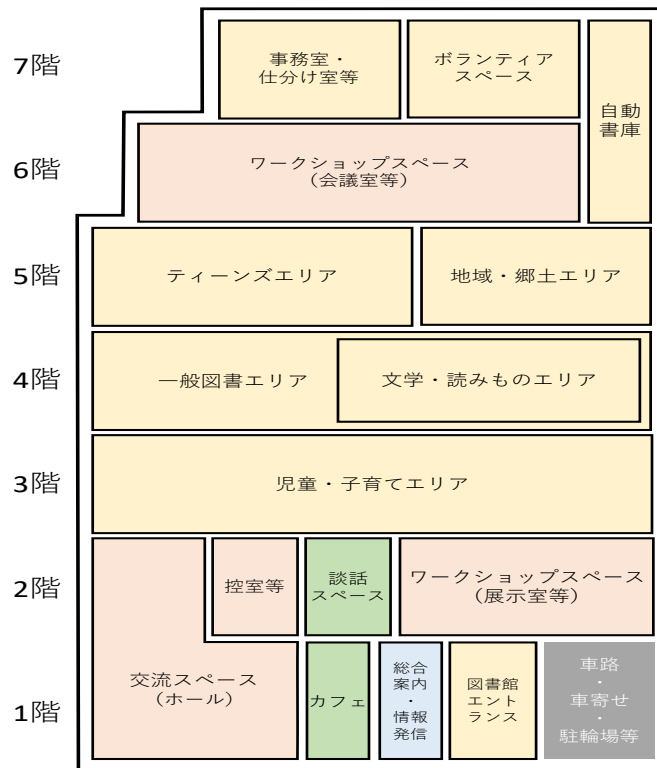 7階
事務室・
仕分け室等
ボランティア
スペース
自動
書庫
6階
ワークショップスペース
(会議室等)
5階
ティーンズエリア
地域・郷土エリア
4階
一般図書エリア
文学・読みものエリア
3階
児童・子育てエリア
2階
控室等
談話
スペース
ワークショップスペース
(展示室等)
1階
交流スペース
(ホール)
カフェ
総合
案内
・
情報
発信
図書館
エント
ランス
車路
・
車寄せ
・
駐輪場等